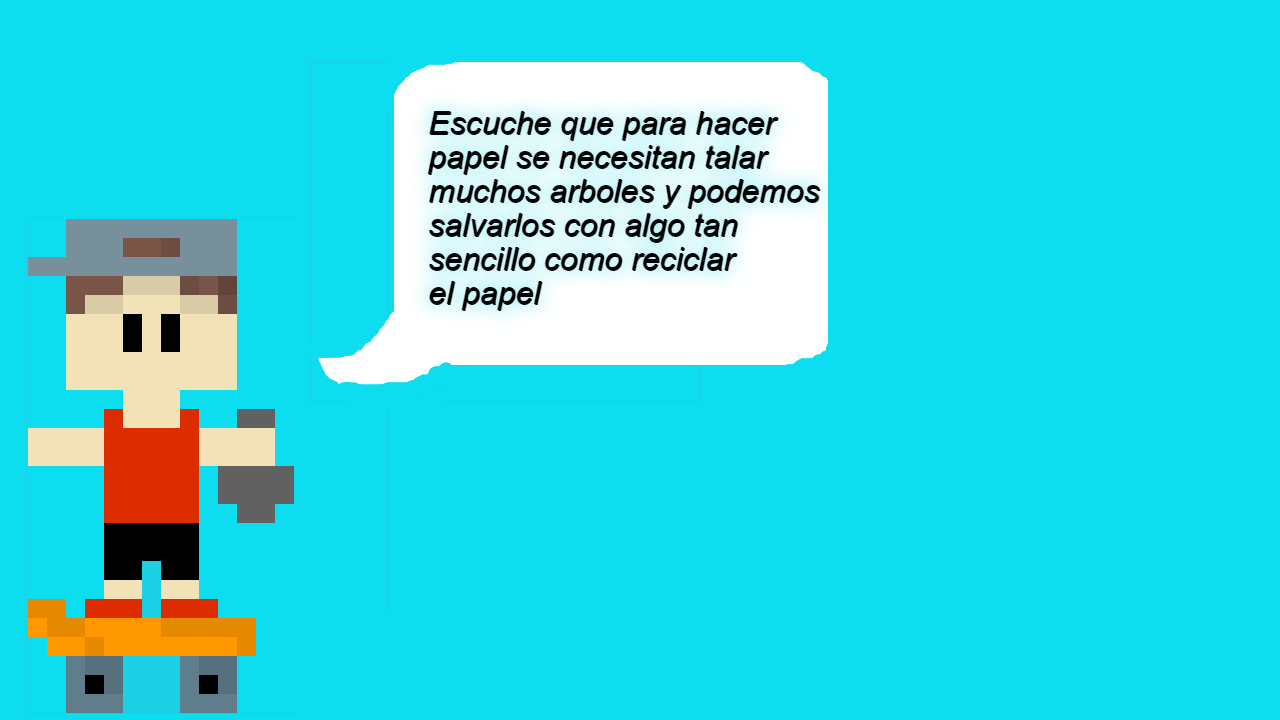 Escuche que para hacer
papel se necesitan talar
muchos arboles y podemos
salvarlos con algo tan
sencillo como reciclar
el papel